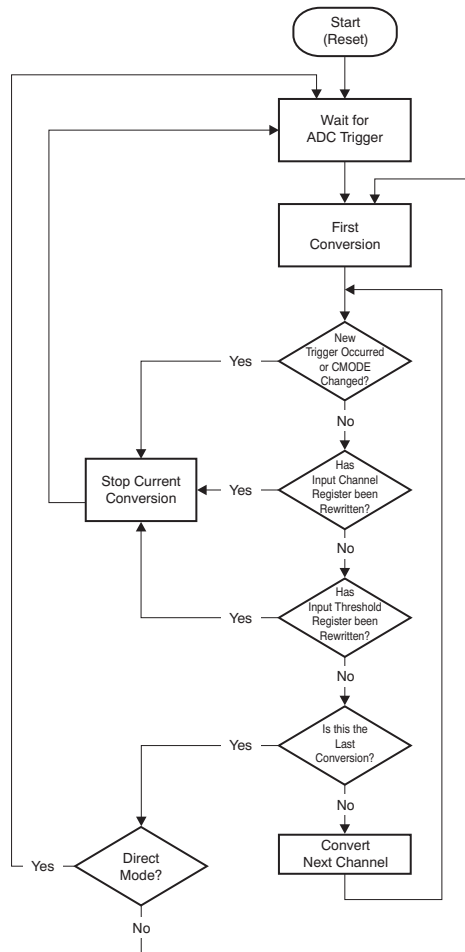 Start
(Reset)
Wait for
ADC Trigger
First
Conversion
New
Trigger Occurred
or CMODE
Changed?
Yes
No
Stop Current
Conversion
Yes
Has
Input Channel
Register been
Rewritten?
No
Has
Input Threshold
Register been
Rewritten?
Yes
No
Is this the
Last
Conversion?
Yes
No
Convert
Next Channel
Yes
Direct
Mode?
No